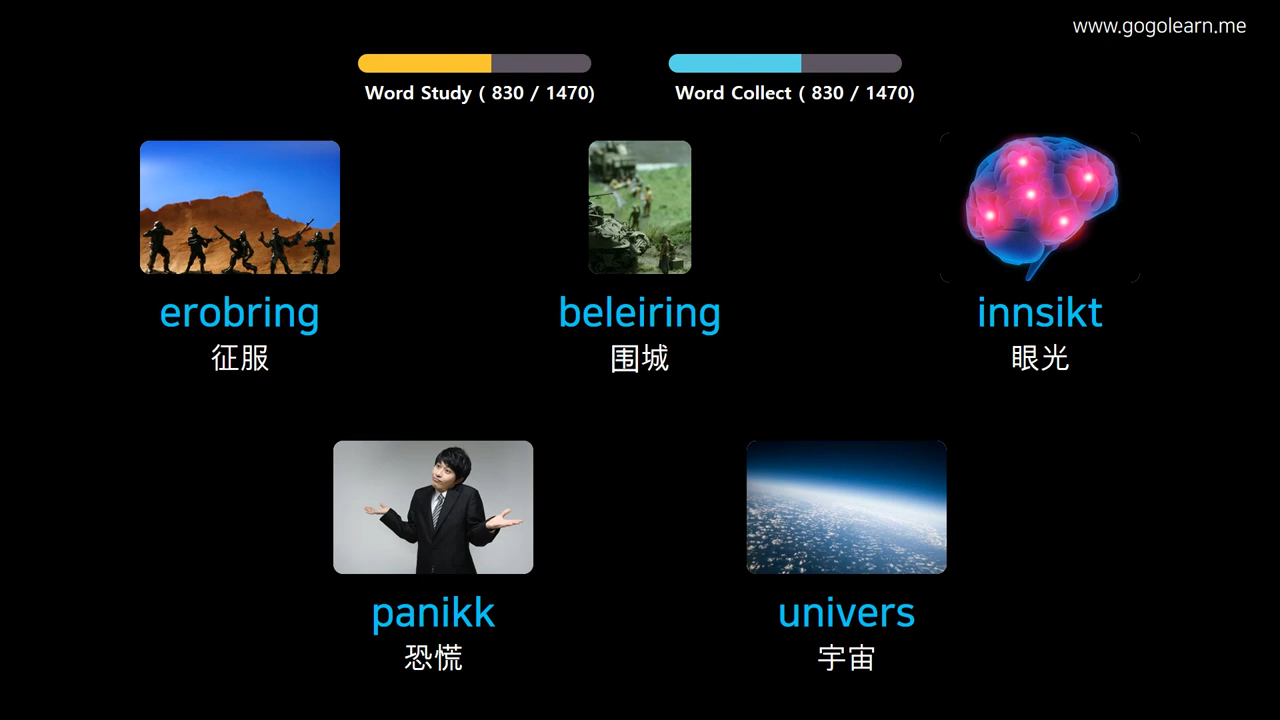 www.gogolearn.me
Word Study ( 830 / 1470)
Word Collect ( 830 / 1470)
erobring
征服
beleiring
围城
innsikt
眼光
panikk
恐慌
univers
宇宙